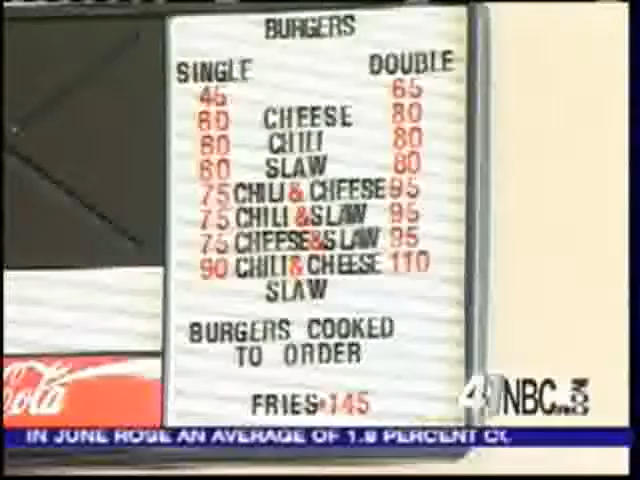 BURGERS
SINGLE DOUBLE
45 65
60 CHEESE 80
60 CHILI 80
60 SLAW 80
75 CHILI & CHEESE 95
75 CHILI & SLAW 95
75 CHEESE & SLAW 95
90 CHILI & CHEESE 110
SLAW
BURGERS COOKED
TO ORDER
FRIES 145
Cola
4 NBC
IN JUNE ROSE AN AVERAGE OF 1.8 PERCENT